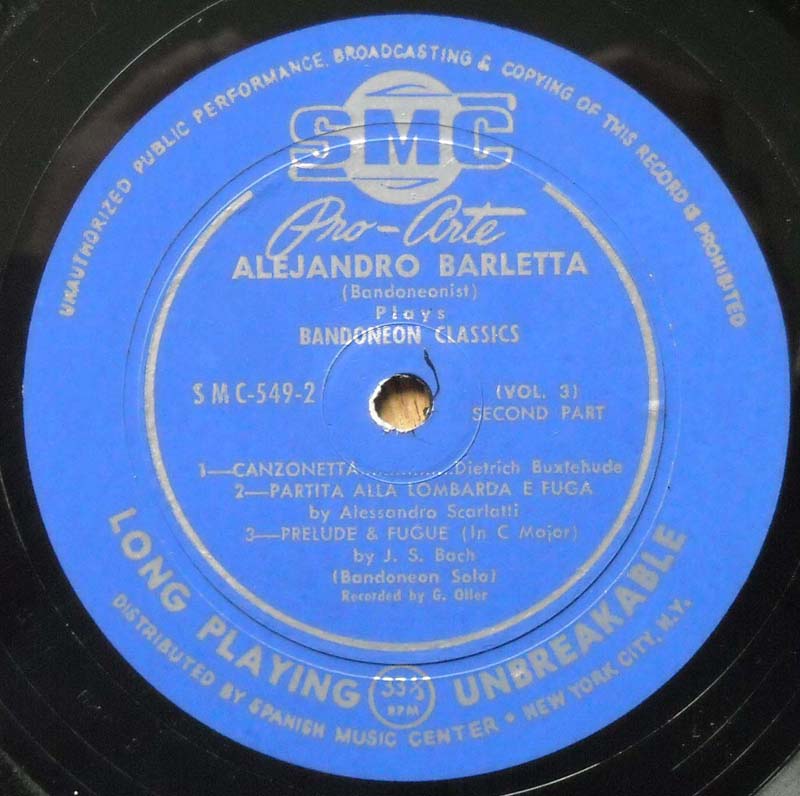 UNAUTHORIZED PUBLIC PERFORMANCE, BROADCASTING & COPYING OF THIS RECORD IS PROHIBITED
SMC
Pro-Arte
ALEJANDRO BARLETTA
(Bandoneonist)
Plays
BANDONEON CLASSICS
SMC-549-2
(VOL. 3)
SECOND PART
1—CANZONETTA................Dietrich Buxtehude
2—PARTITA ALLA LOMBARDA E FUGA
by Alessandro Scarlatti
3—PRELUDE & FUGUE (In C Major)
by J. S. Bach
(Bandoneon Solo)
Recorded by G. Oller
LONG PLAYING 33⅓ RPM UNBREAKABLE
DISTRIBUTED BY SPANISH MUSIC CENTER • NEW YORK CITY, N.Y.